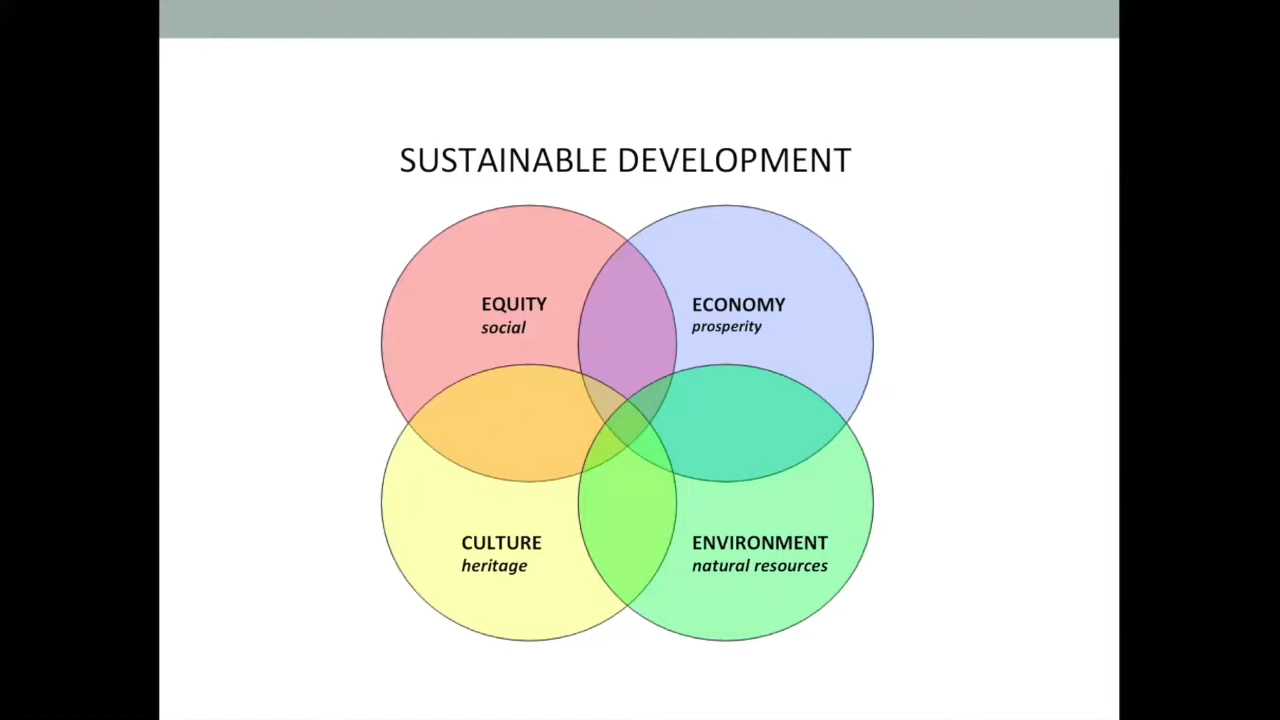 SUSTAINABLE DEVELOPMENT
EQUITY
social
ECONOMY
prosperity
CULTURE
heritage
ENVIRONMENT
natural resources